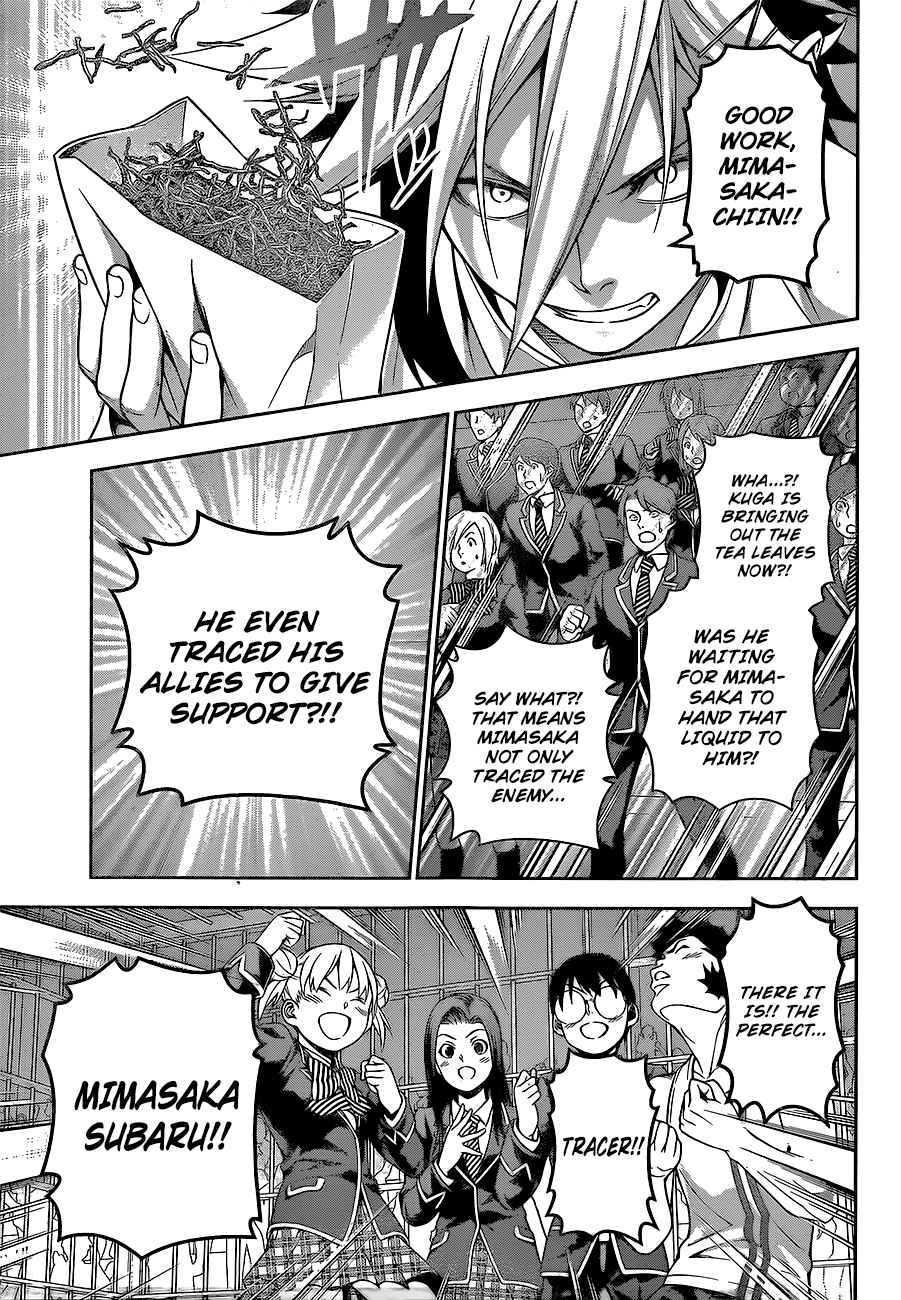 GOOD
WORK,
MIMA-
SAKA-
CHIIN!!
WHA...?!
KUGA IS
BRINGING
OUT THE
TEA LEAVES
NOW?!
WAS HE
WAITING
FOR MIMA-
SAKA TO
HAND THAT
LIQUID TO
HIM?!
SAY WHAT?!
THAT MEANS
MIMASAKA
NOT ONLY
TRACED THE
ENEMY...
HE EVEN
TRACED HIS
ALLIES TO GIVE
SUPPORT?!!
THERE IT
IS!! THE
PERFECT...
TRACER!!
MIMASAKA
SUBARU!!